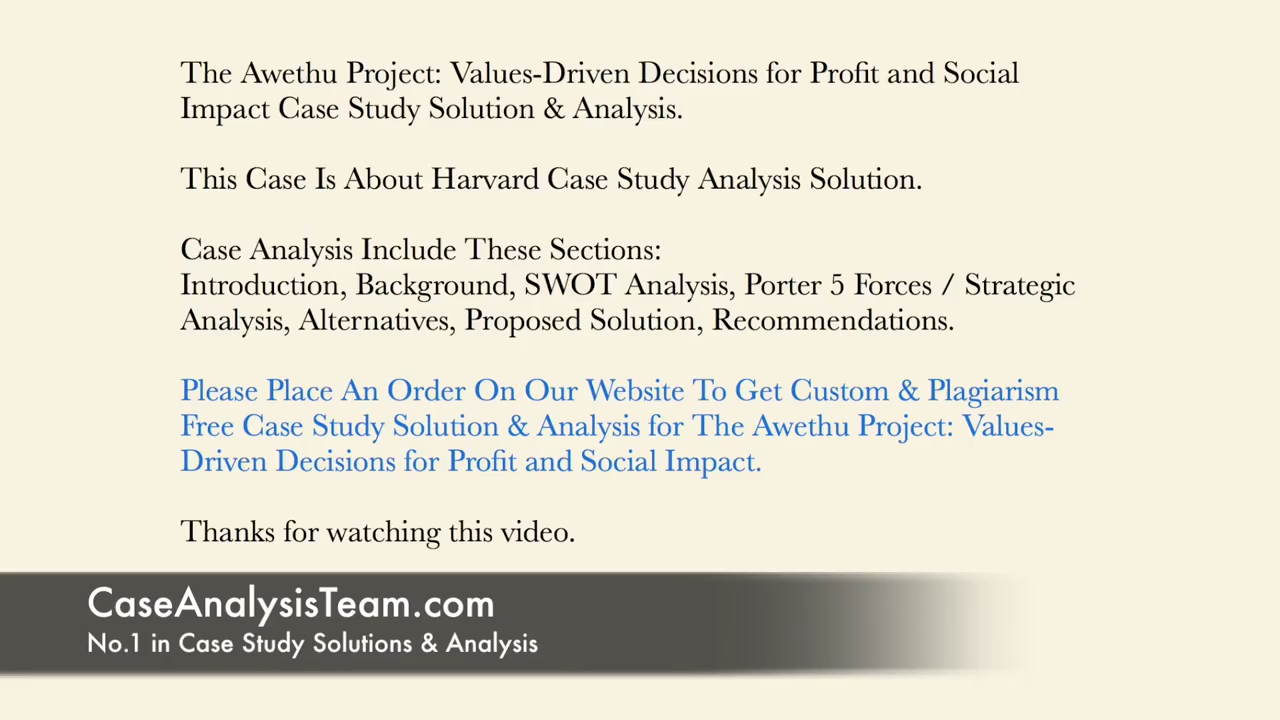 The Awethu Project: Values-Driven Decisions for Profit and Social
Impact Case Study Solution & Analysis.
This Case Is About Harvard Case Study Analysis Solution.
Case Analysis Include These Sections:
Introduction, Background, SWOT Analysis, Porter 5 Forces / Strategic
Analysis, Alternatives, Proposed Solution, Recommendations.
Please Place An Order On Our Website To Get Custom & Plagiarism
Free Case Study Solution & Analysis for The Awethu Project: Values-
Driven Decisions for Profit and Social Impact.
Thanks for watching this video.
CaseAnalysisTeam.com
No.1 in Case Study Solutions & Analysis